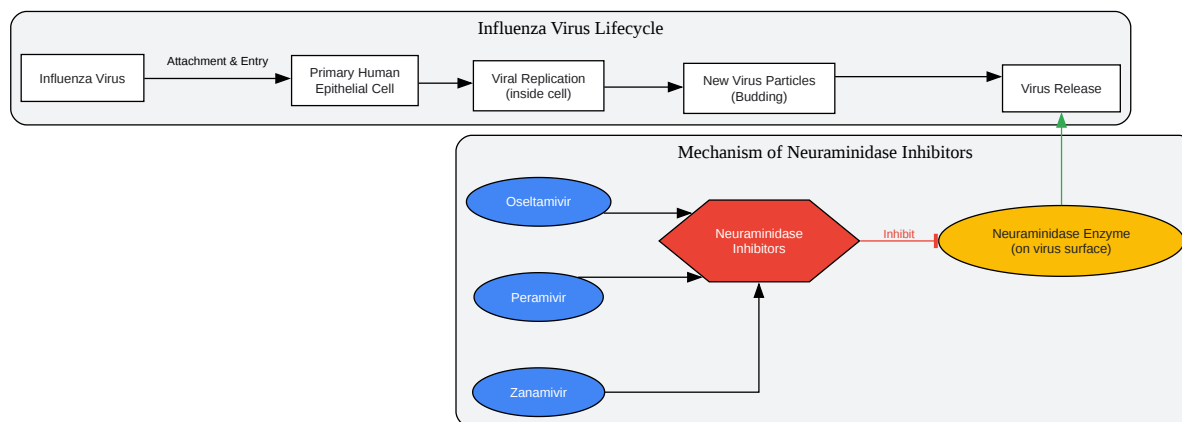 Influenza Virus Lifecycle
Influenza Virus
Attachment & Entry
Primary Human
Epithelial Cell
Viral Replication
(inside cell)
New Virus Particles
(Budding)
Virus Release
Mechanism of Neuraminidase Inhibitors
Oseltamivir
Neuraminidase
Inhibitors
Inhibit
Neuraminidase Enzyme
(on virus surface)
Peramivir
Zanamivir